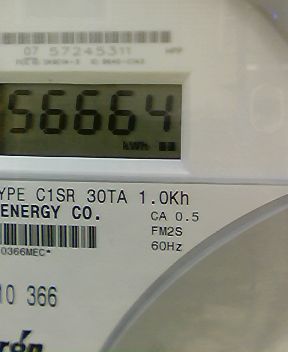 07 57245311
56664
kWh
YPE C1SR 30TA 1.0Kh
ENERGY CO.
CA 0.5
FM2S
60Hz
0366MEC*
10 366
rón